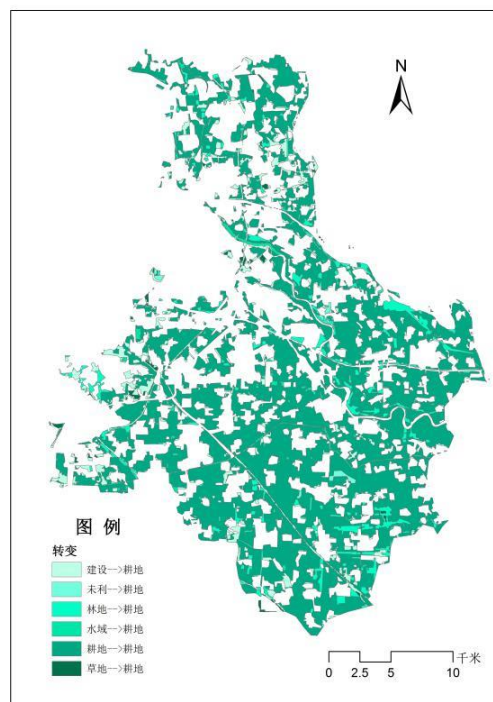 N
图 例
转变
建设—>耕地
未利—>耕地
林地—>耕地
水域—>耕地
耕地—>耕地
草地—>耕地
千米
0 2.5 5 10